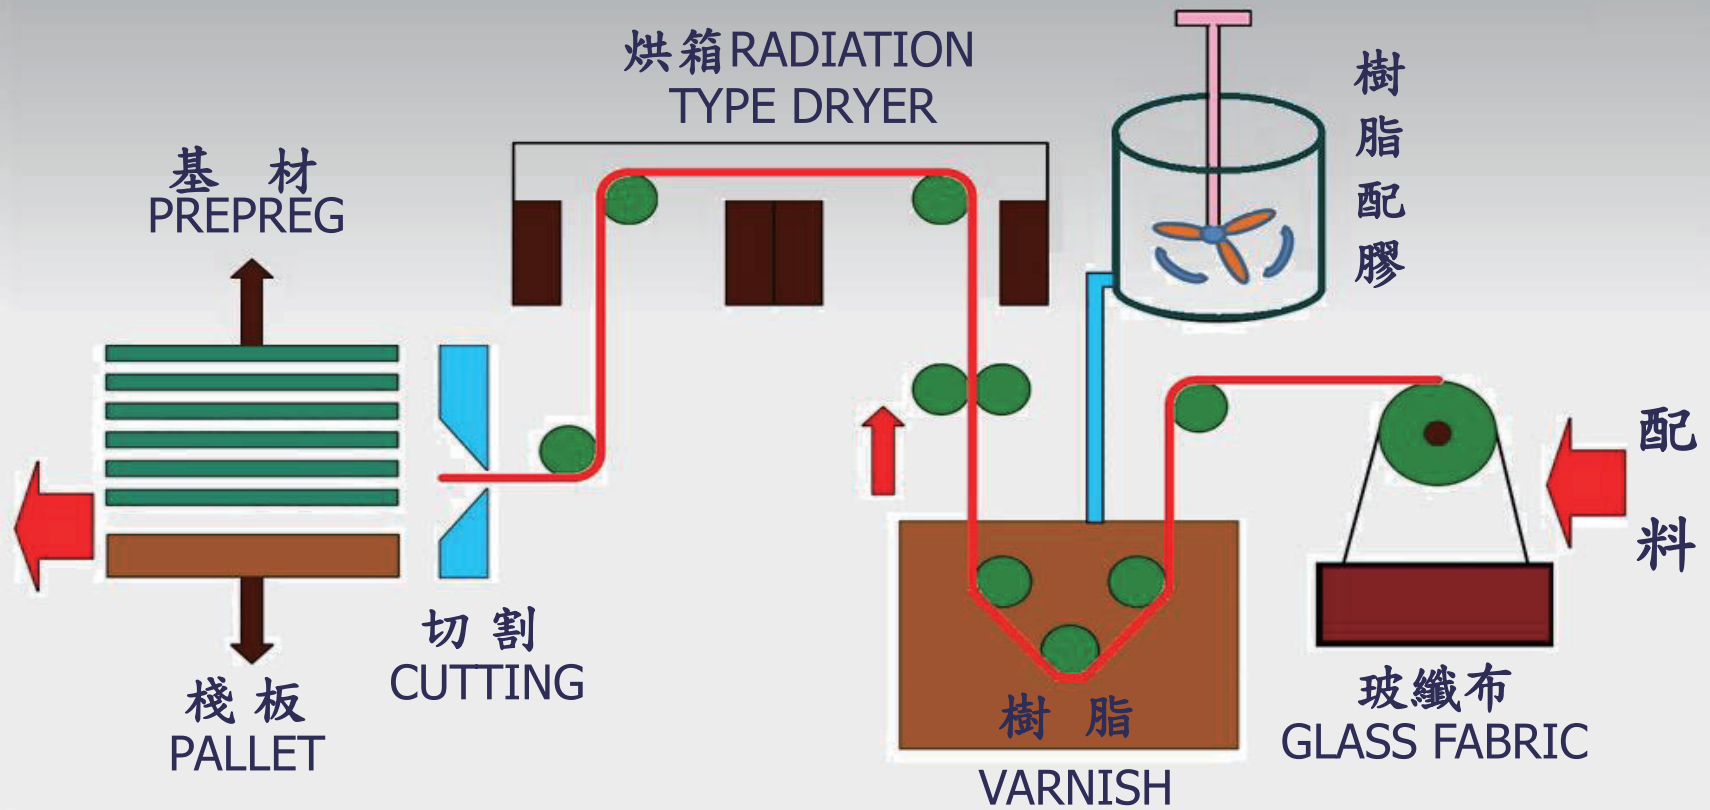 烘箱RADIATION
TYPE DRYER
樹脂配膠
基 材
PREPREG
配料
切割
CUTTING
棧板
PALLET
樹 脂
VARNISH
玻纖布
GLASS FABRIC